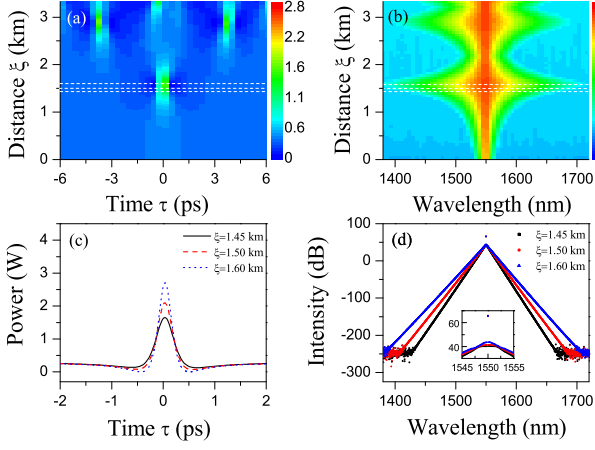 (a)
Distance ξ (km)
3
2
1
0
-6
-3
0
3
6
Time τ (ps)
2.8
2.6
1.8
1.1
0.6
0
(b)
Distance ξ (km)
3
2
1
0
1400
1500
1600
1700
Wavelength (nm)
(c)
Power (W)
4
3
2
1
0
-2
-1
0
1
2
Time τ (ps)
ξ=1.45 km
ξ=1.50 km
ξ=1.60 km
(d)
Intensity (dB)
100
0
-100
-200
-300
1400
1500
1600
1700
Wavelength (nm)
ξ=1.45 km
ξ=1.50 km
ξ=1.60 km
60
40
1545
1550
1555